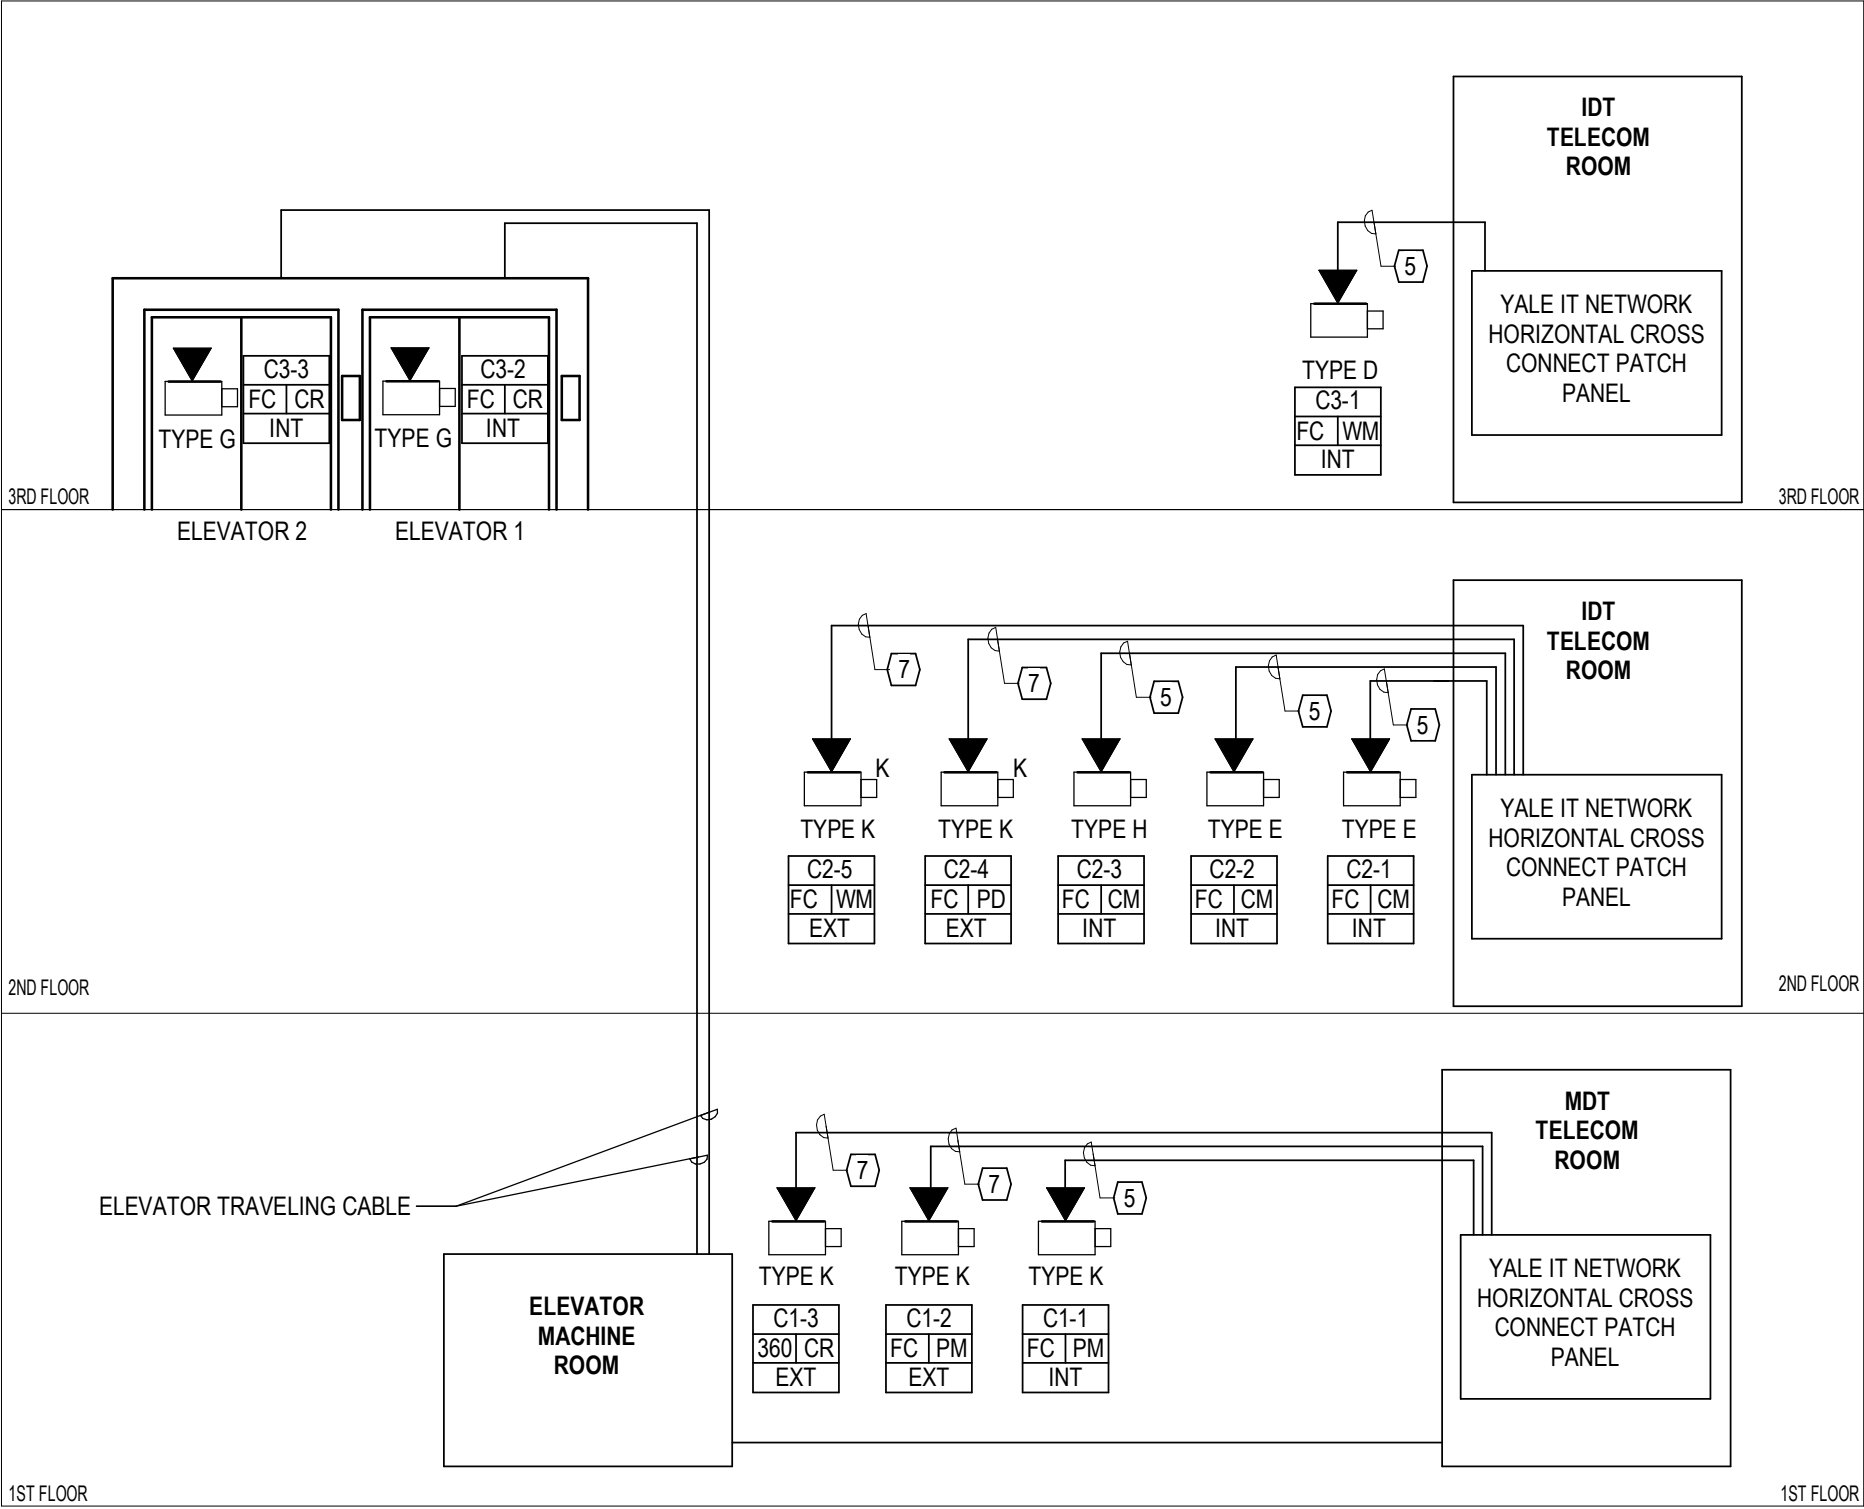 IDT
TELECOM
ROOM
5
YALE IT NETWORK
HORIZONTAL CROSS
CONNECT PATCH
PANEL
TYPE D
C3-1
FC WM
INT
C3-3
FC CR
INT
TYPE G
C3-2
FC CR
INT
TYPE G
3RD FLOOR
3RD FLOOR
ELEVATOR 2
ELEVATOR 1
IDT
TELECOM
ROOM
7
7
5
5
5
K
K
TYPE K
TYPE K
TYPE H
TYPE E
TYPE E
C2-5
FC WM
EXT
C2-4
FC PD
EXT
C2-3
FC CM
INT
C2-2
FC CM
INT
C2-1
FC CM
INT
YALE IT NETWORK
HORIZONTAL CROSS
CONNECT PATCH
PANEL
2ND FLOOR
2ND FLOOR
MDT
TELECOM
ROOM
7
7
5
ELEVATOR TRAVELING CABLE
TYPE K
TYPE K
TYPE K
C1-3
360 CR
EXT
C1-2
FC PM
EXT
C1-1
FC PM
INT
YALE IT NETWORK
HORIZONTAL CROSS
CONNECT PATCH
PANEL
ELEVATOR
MACHINE
ROOM
1ST FLOOR
1ST FLOOR